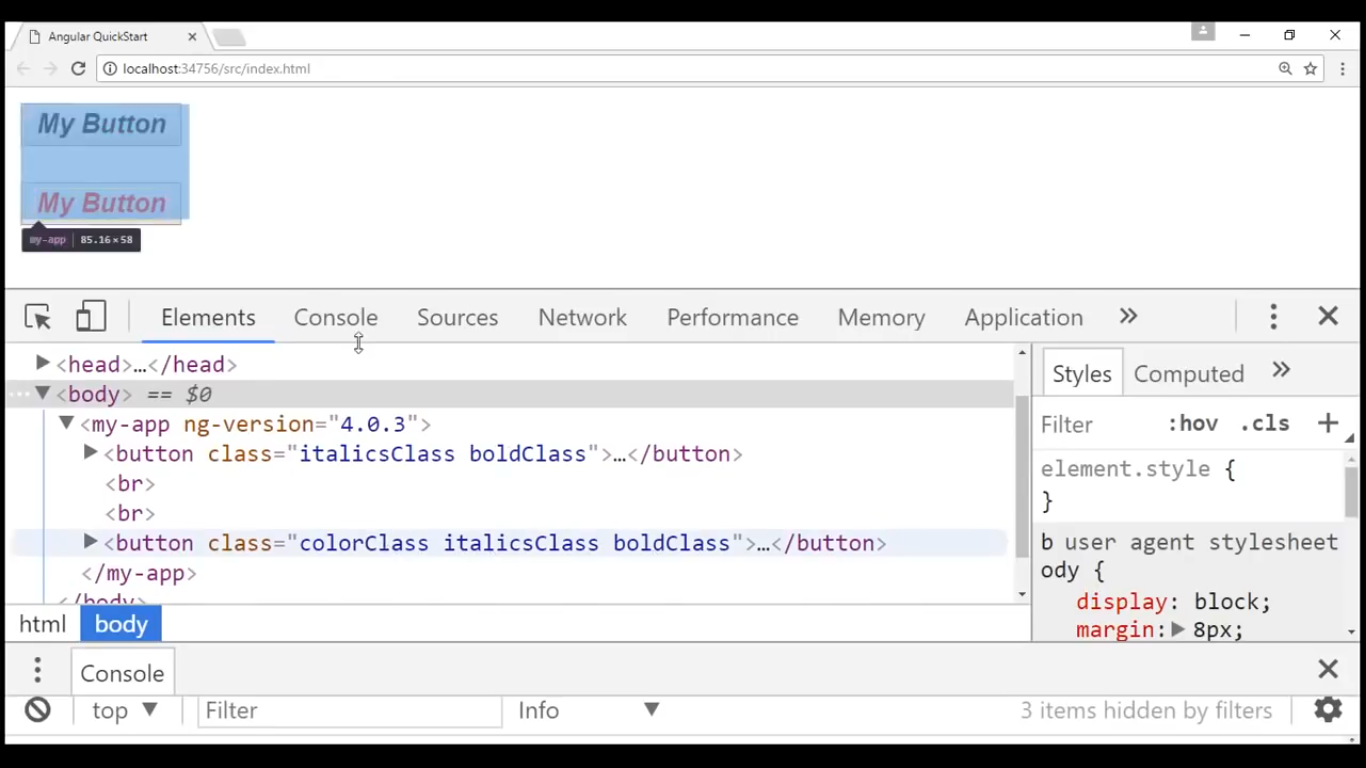 Angular QuickStart
localhost:34756/src/index.html
My Button
My Button
my-app 85.16×58
Elements Console Sources Network Performance Memory Application »
<head>…</head>
… <body> == $0
<my-app ng-version="4.0.3">
<button class="italicsClass boldClass">…</button>
<br>
<br>
<button class="colorClass italicsClass boldClass">…</button>
</my-app>
</body>
html body
Styles Computed »
Filter :hov .cls +
element.style {
}
b user agent stylesheet
ody {
display: block;
margin: 8px;
Console
top Filter Info 3 items hidden by filters